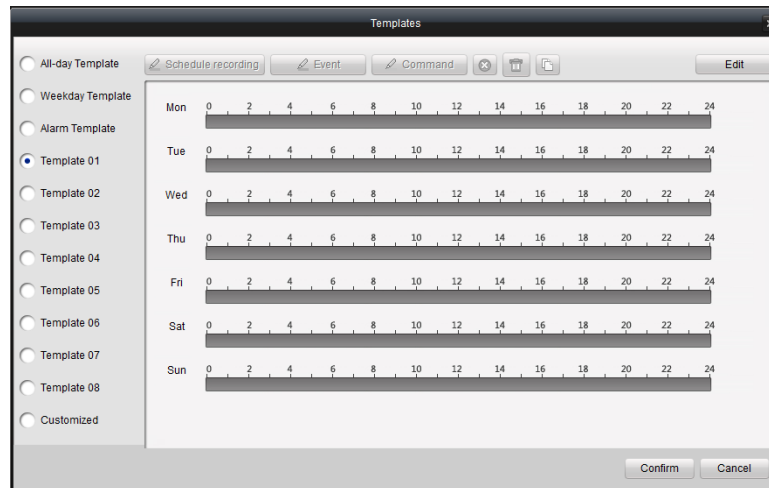 Templates
All-day Template
Schedule recording Event Command Edit
Weekday Template
Mon 0 2 4 6 8 10 12 14 16 18 20 22 24
Alarm Template
Tue 0 2 4 6 8 10 12 14 16 18 20 22 24
Template 01
Template 02
Wed 0 2 4 6 8 10 12 14 16 18 20 22 24
Template 03
Thu 0 2 4 6 8 10 12 14 16 18 20 22 24
Template 04
Fri 0 2 4 6 8 10 12 14 16 18 20 22 24
Template 05
Template 06
Sat 0 2 4 6 8 10 12 14 16 18 20 22 24
Template 07
Sun 0 2 4 6 8 10 12 14 16 18 20 22 24
Template 08
Customized
Confirm Cancel